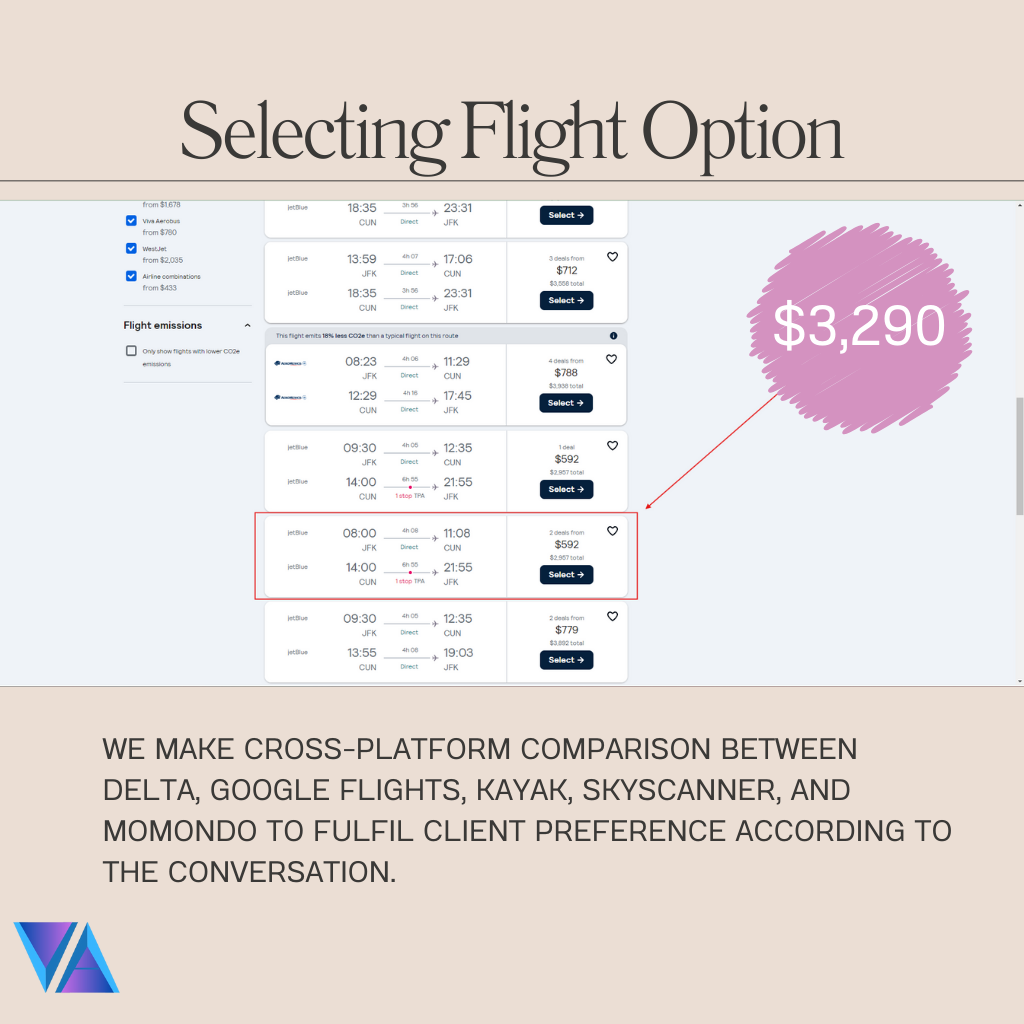 Selecting Flight Option
from $1,678
Viva Aerobus
from $780
WestJet
from $2,035
Airline combinations
from $433
Flight emissions
Only show flights with lower CO2e
emissions
jetBlue 18:35 3h 56 23:31
CUN Direct JFK
Select →
jetBlue 13:59 4h 07 17:06
JFK Direct CUN
jetBlue 18:35 3h 56 23:31
CUN Direct JFK
3 deals from
$712
$3,558 total
Select →
This flight emits 18% less CO2e than a typical flight on this route
08:23 4h 06 11:29
JFK Direct CUN
12:29 4h 16 17:45
CUN Direct JFK
4 deals from
$788
$3,938 total
Select →
jetBlue 09:30 4h 05 12:35
JFK Direct CUN
jetBlue 14:00 6h 55 21:55
CUN 1 stop TPA JFK
1 deal
$592
$2,957 total
Select →
jetBlue 08:00 4h 08 11:08
JFK Direct CUN
jetBlue 14:00 6h 55 21:55
CUN 1 stop TPA JFK
2 deals from
$592
$2,957 total
Select →
jetBlue 09:30 4h 05 12:35
JFK Direct CUN
jetBlue 13:55 4h 08 19:03
CUN Direct JFK
2 deals from
$779
$3,892 total
Select →
$3,290
WE MAKE CROSS-PLATFORM COMPARISON BETWEEN
DELTA, GOOGLE FLIGHTS, KAYAK, SKYSCANNER, AND
MOMONDO TO FULFIL CLIENT PREFERENCE ACCORDING TO
THE CONVERSATION.
VA